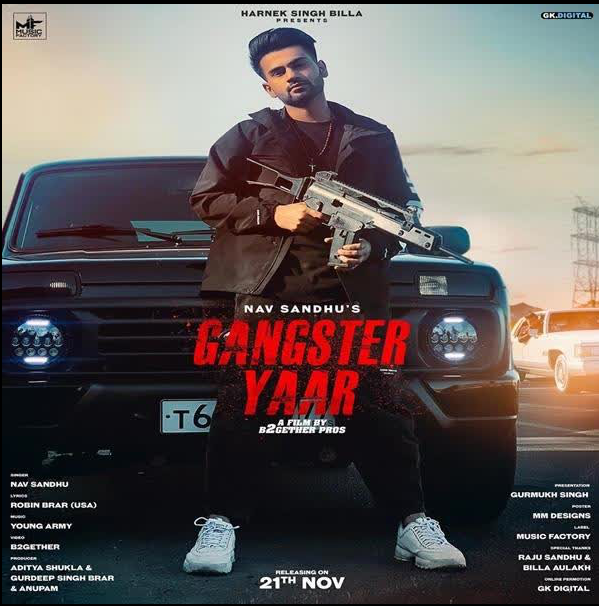 HARNEK SINGH BILLA
PRESENTS
MF
MUSIC
FACTORY
GK.DIGITAL
NAV SANDHU'S
GANGSTER
YAAR
A FILM BY
B2GETHER PROS
T6
SINGER
NAV SANDHU
LYRICS
ROBIN BRAR (USA)
MUSIC
YOUNG ARMY
VIDEO
B2GETHER
PRODUCER
ADITYA SHUKLA &
GURDEEP SINGH BRAR
& ANUPAM
RELEASING ON
21TH NOV
PRESENTATION
GURMUKH SINGH
POSTER
MM DESIGNS
LABEL
MUSIC FACTORY
SPECIAL THANKS
RAJU SANDHU &
BILLA AULAKH
ONLINE PROMOTION
GK DIGITAL